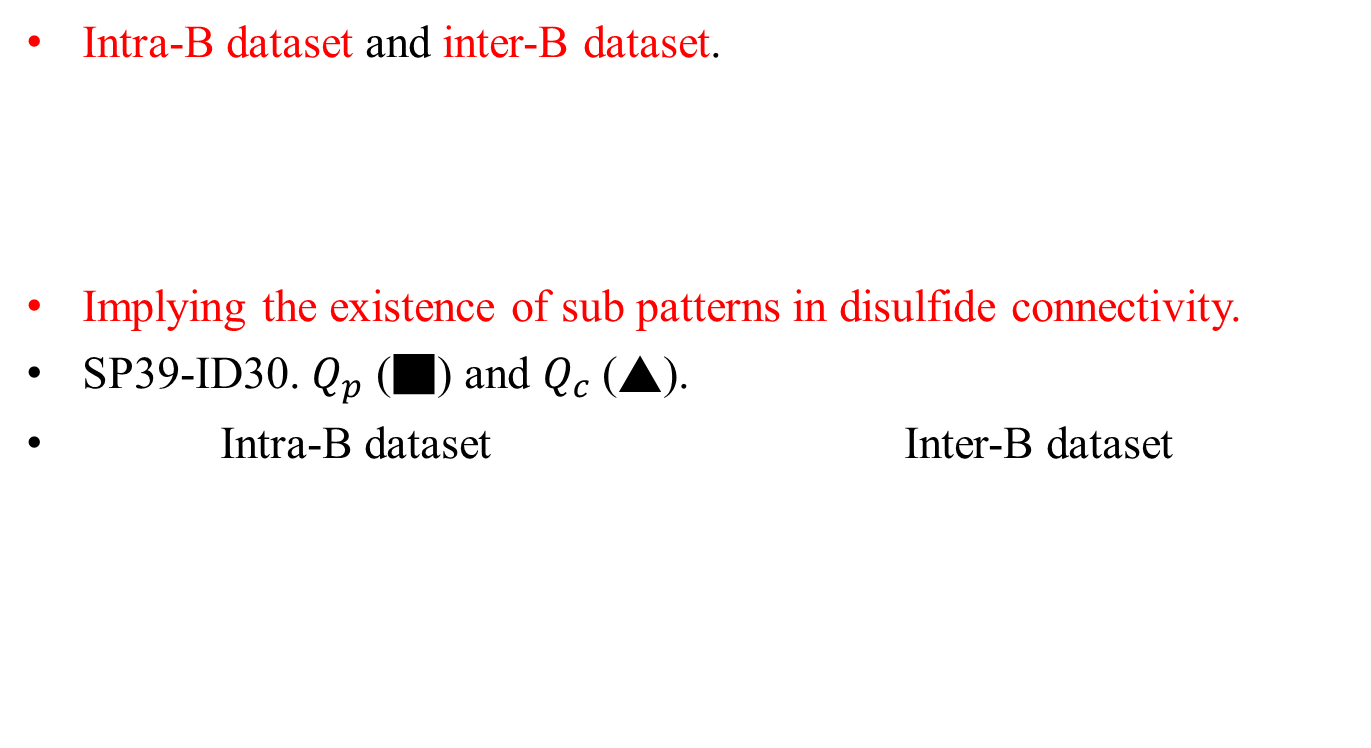 • Intra-B dataset and inter-B dataset.
• Implying the existence of sub patterns in disulfide connectivity.
• SP39-ID30. Qₚ (■) and Q_c (▲).
• Intra-B dataset Inter-B dataset